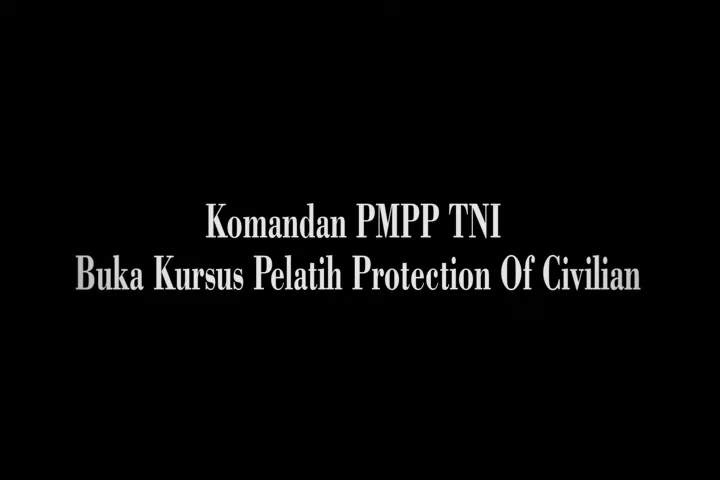 Komandan PMPP TNI
Buka Kursus Pelatih Protection Of Civilian